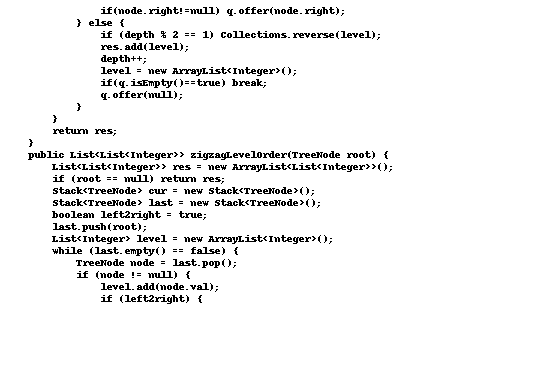 if(node.right!=null) q.offer(node.right);
} else {
if (depth % 2 == 1) Collections.reverse(level);
res.add(level);
depth++;
level = new ArrayList<Integer>();
if(q.isEmpty()==true) break;
q.offer(null);
}
}
return res;
}
public List<List<Integer>> zigzagLevelOrder(TreeNode root) {
List<List<Integer>> res = new ArrayList<List<Integer>>();
if (root == null) return res;
Stack<TreeNode> cur = new Stack<TreeNode>();
Stack<TreeNode> last = new Stack<TreeNode>();
boolean left2right = true;
last.push(root);
List<Integer> level = new ArrayList<Integer>();
while (last.empty() == false) {
TreeNode node = last.pop();
if (node != null) {
level.add(node.val);
if (left2right) {